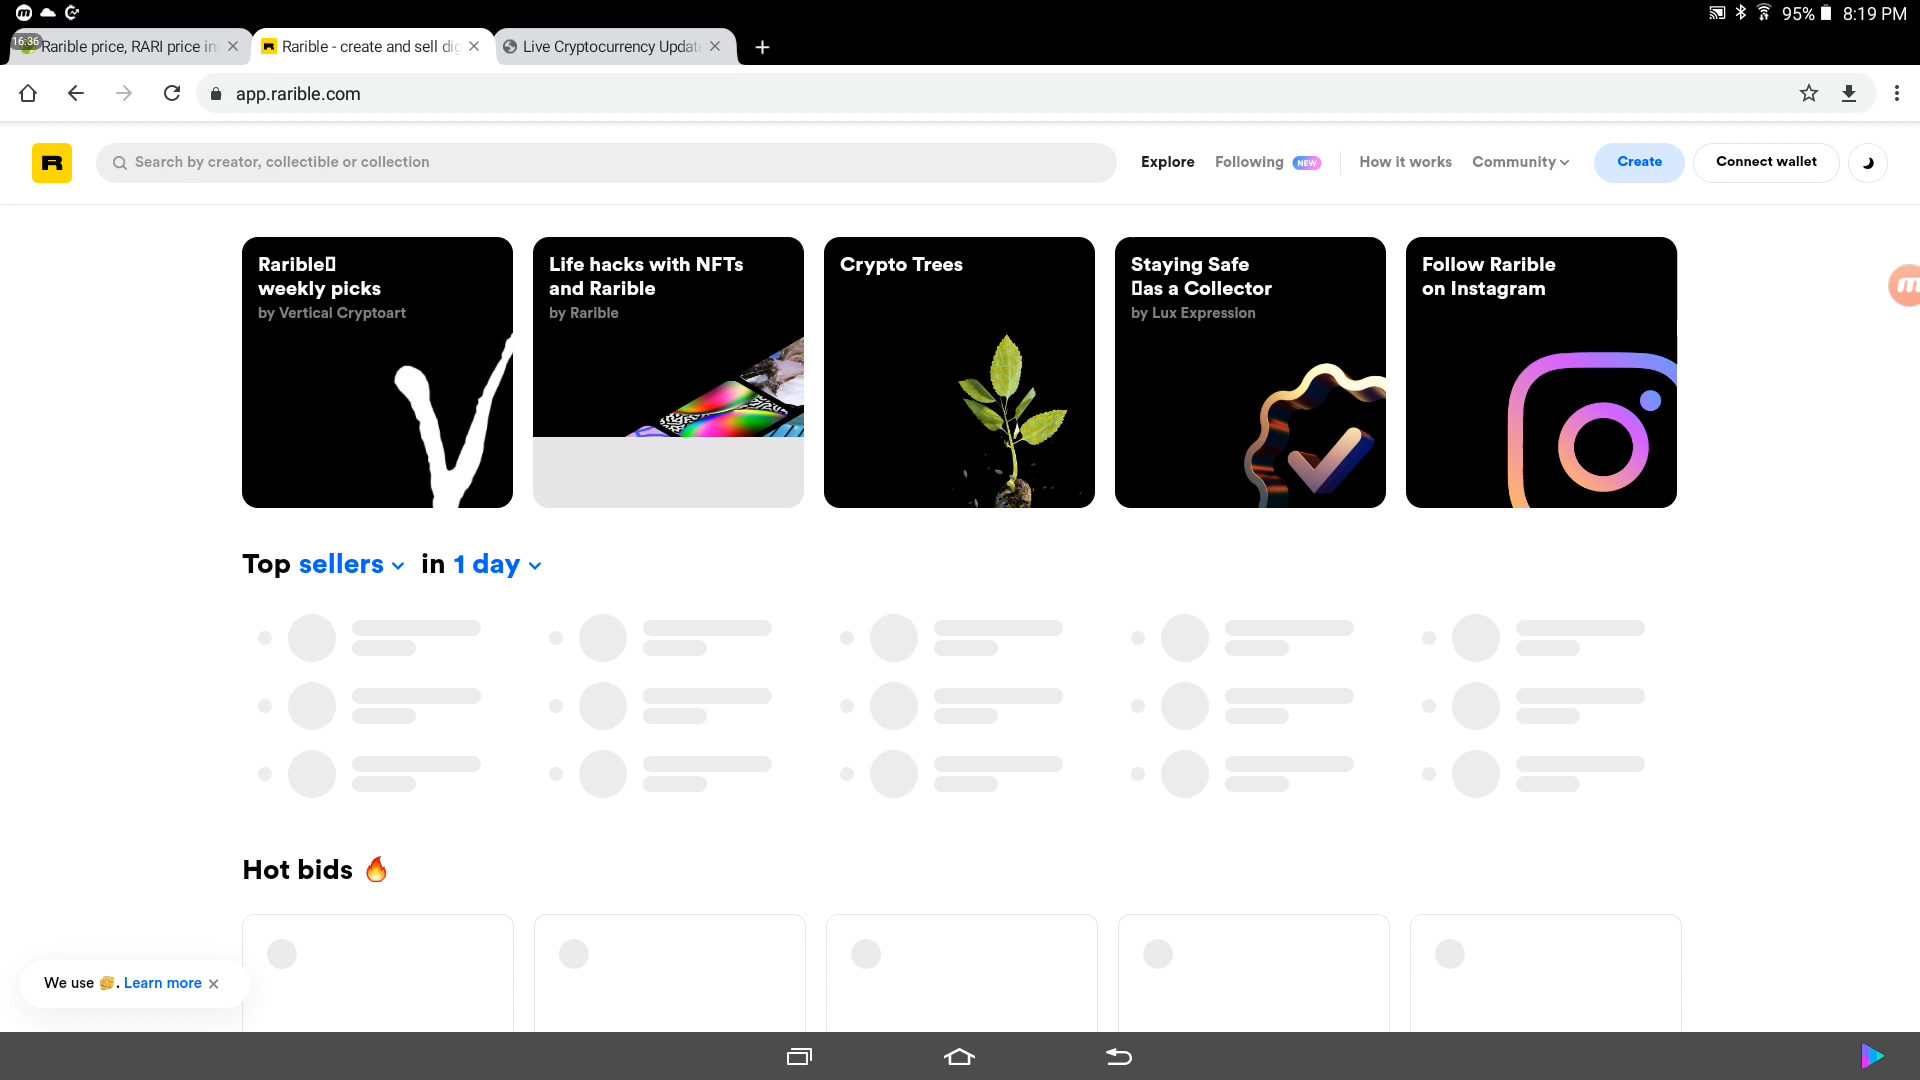 95% 8:19 PM
16:36
Rarible price, RARI price in
Rarible - create and sell dig
Live Cryptocurrency Updat
app.rarible.com
R
Search by creator, collectible or collection
Explore
Following NEW
How it works
Community
Create
Connect wallet
Rarible
weekly picks
by Vertical Cryptoart
Life hacks with NFTs
and Rarible
by Rarible
Crypto Trees
Staying Safe
as a Collector
by Lux Expression
Follow Rarible
on Instagram
Top sellers in 1 day
Hot bids 🔥
We use 🍪. Learn more